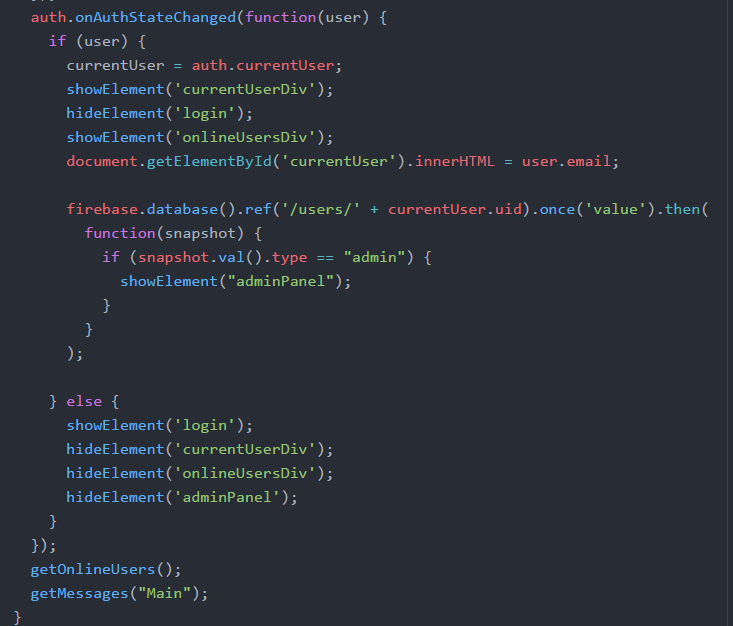 auth.onAuthStateChanged(function(user) {
if (user) {
currentUser = auth.currentUser;
showElement('currentUserDiv');
hideElement('login');
showElement('onlineUsersDiv');
document.getElementById('currentUser').innerHTML = user.email;
firebase.database().ref('/users/' + currentUser.uid).once('value').then(
function(snapshot) {
if (snapshot.val().type == "admin") {
showElement("adminPanel");
}
}
);
} else {
showElement('login');
hideElement('currentUserDiv');
hideElement('onlineUsersDiv');
hideElement('adminPanel');
}
});
getOnlineUsers();
getMessages("Main");
}